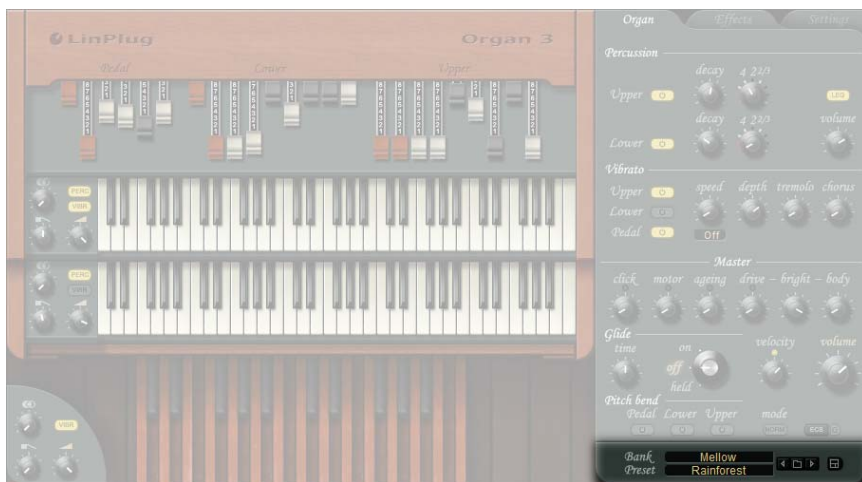 LinPlug
Organ 3
Pedal
Lower
Upper
Organ
Effects
Settings
Percussion
decay
4 2 2/3
Upper
LEG
decay
4 2 2/3
volume
Lower
Vibrato
Upper
speed
depth
tremolo
chorus
Lower
Pedal
Off
Master
click
motor
ageing
drive
bright
body
Glide
time
on
off
held
velocity
volume
Pitch bend
Pedal
Lower
Upper
mode
NORM
Bank
Mellow
Preset
Rainforest
PERC
VIBR
PERC
VIBR
VIBR